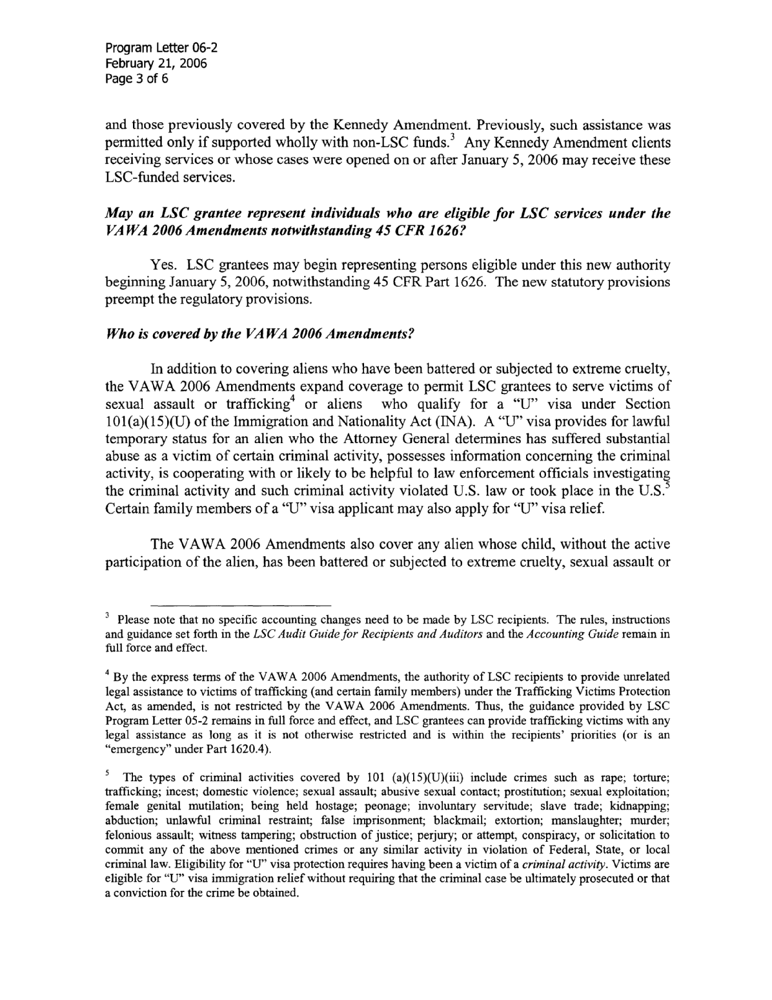 Program Letter 06-2
February 21, 2006
Page 3 of 6
and those previously covered by the Kennedy Amendment. Previously, such assistance was
permitted only if supported wholly with non-LSC funds.3 Any Kennedy Amendment clients
receiving services or whose cases were opened on or after January 5, 2006 may receive these
LSC-funded services.
May an LSC grantee represent individuals who are eligible for LSC services under the
VAWA 2006 Amendments notwithstanding 45 CFR 1626?
Yes. LSC grantees may begin representing persons eligible under this new authority
beginning January 5, 2006, notwithstanding 45 CFR Part 1626. The new statutory provisions
preempt the regulatory provisions.
Who is covered by the VAWA 2006 Amendments?
In addition to covering aliens who have been battered or subjected to extreme cruelty,
the VAWA 2006 Amendments expand coverage to permit LSC grantees to serve victims of
sexual assault or trafficking4 or aliens who qualify for a “U” visa under Section
101(a)(15)(U) of the Immigration and Nationality Act (INA). A “U” visa provides for lawful
temporary status for an alien who the Attorney General determines has suffered substantial
abuse as a victim of certain criminal activity, possesses information concerning the criminal
activity, is cooperating with or likely to be helpful to law enforcement officials investigating
the criminal activity and such criminal activity violated U.S. law or took place in the U.S.5
Certain family members of a “U” visa applicant may also apply for “U” visa relief.
The VAWA 2006 Amendments also cover any alien whose child, without the active
participation of the alien, has been battered or subjected to extreme cruelty, sexual assault or
3 Please note that no specific accounting changes need to be made by LSC recipients. The rules, instructions
and guidance set forth in the LSC Audit Guide for Recipients and Auditors and the Accounting Guide remain in
full force and effect.
4 By the express terms of the VAWA 2006 Amendments, the authority of LSC recipients to provide unrelated
legal assistance to victims of trafficking (and certain family members) under the Trafficking Victims Protection
Act, as amended, is not restricted by the VAWA 2006 Amendments. Thus, the guidance provided by LSC
Program Letter 05-2 remains in full force and effect, and LSC grantees can provide trafficking victims with any
legal assistance as long as it is not otherwise restricted and is within the recipients’ priorities (or is an
“emergency” under Part 1620.4).
5 The types of criminal activities covered by 101 (a)(15)(U)(iii) include crimes such as rape; torture;
trafficking; incest; domestic violence; sexual assault; abusive sexual contact; prostitution; sexual exploitation;
female genital mutilation; being held hostage; peonage; involuntary servitude; slave trade; kidnapping;
abduction; unlawful criminal restraint; false imprisonment; blackmail; extortion; manslaughter; murder;
felonious assault; witness tampering; obstruction of justice; perjury; or attempt, conspiracy, or solicitation to
commit any of the above mentioned crimes or any similar activity in violation of Federal, State, or local
criminal law. Eligibility for “U” visa protection requires having been a victim of a criminal activity. Victims are
eligible for “U” visa immigration relief without requiring that the criminal case be ultimately prosecuted or that
a conviction for the crime be obtained.